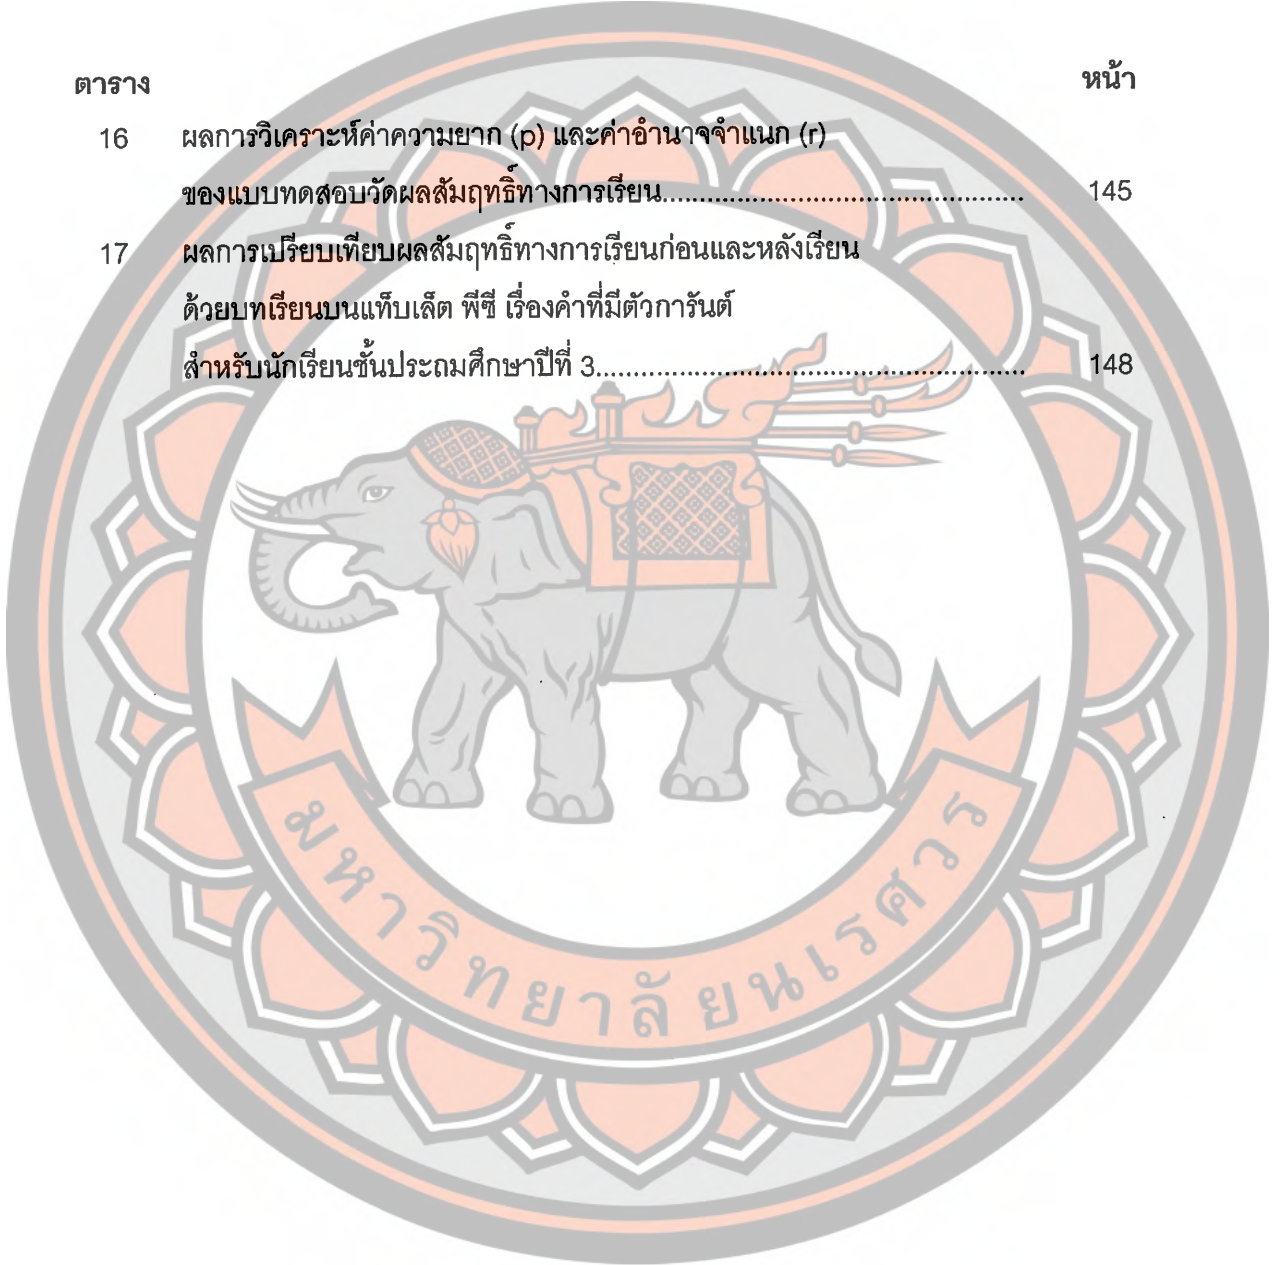 ตาราง หน้า
16 ผลการวิเคราะห์ค่าความยาก (p) และค่าอำนาจจำแนก (r)
ของแบบทดสอบวัดผลสัมฤทธิ์ทางการเรียน................................................ 145
17 ผลการเปรียบเทียบผลสัมฤทธิ์ทางการเรียนก่อนและหลังเรียน
ด้วยบทเรียนบนแท็บเล็ต พีซี เรื่องคำที่มีตัวการันต์
สำหรับนักเรียนชั้นประถมศึกษาปีที่ 3......................................................... 148
มหาวิทยาลัยนเรศวร